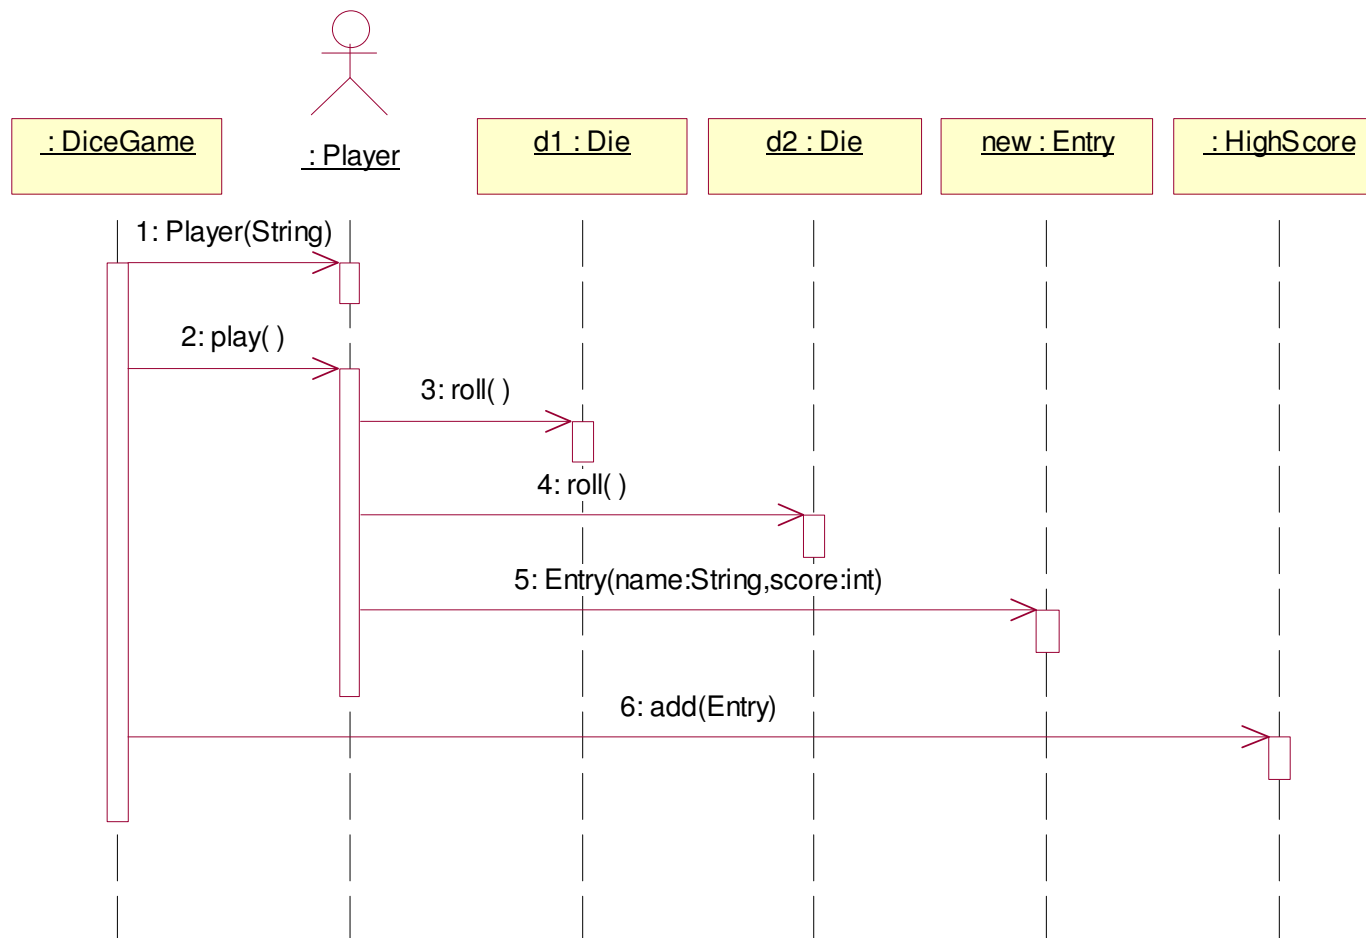 : DiceGame
: Player
d1 : Die
d2 : Die
new : Entry
: HighScore
1: Player(String)
2: play( )
3: roll( )
4: roll( )
5: Entry(name:String,score:int)
6: add(Entry)